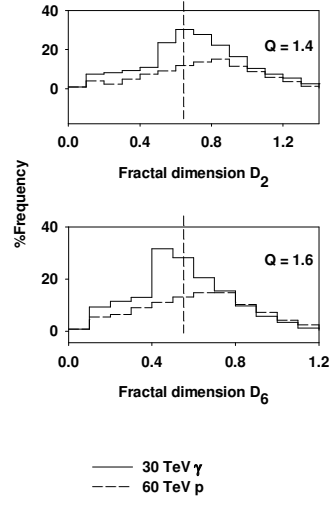 40
20
0
Q = 1.4
0.0 0.4 0.8 1.2
Fractal dimension D2
%Frequency
40
20
0
Q = 1.6
0.0 0.4 0.8 1.2
Fractal dimension D6
30 TeV γ
60 TeV p